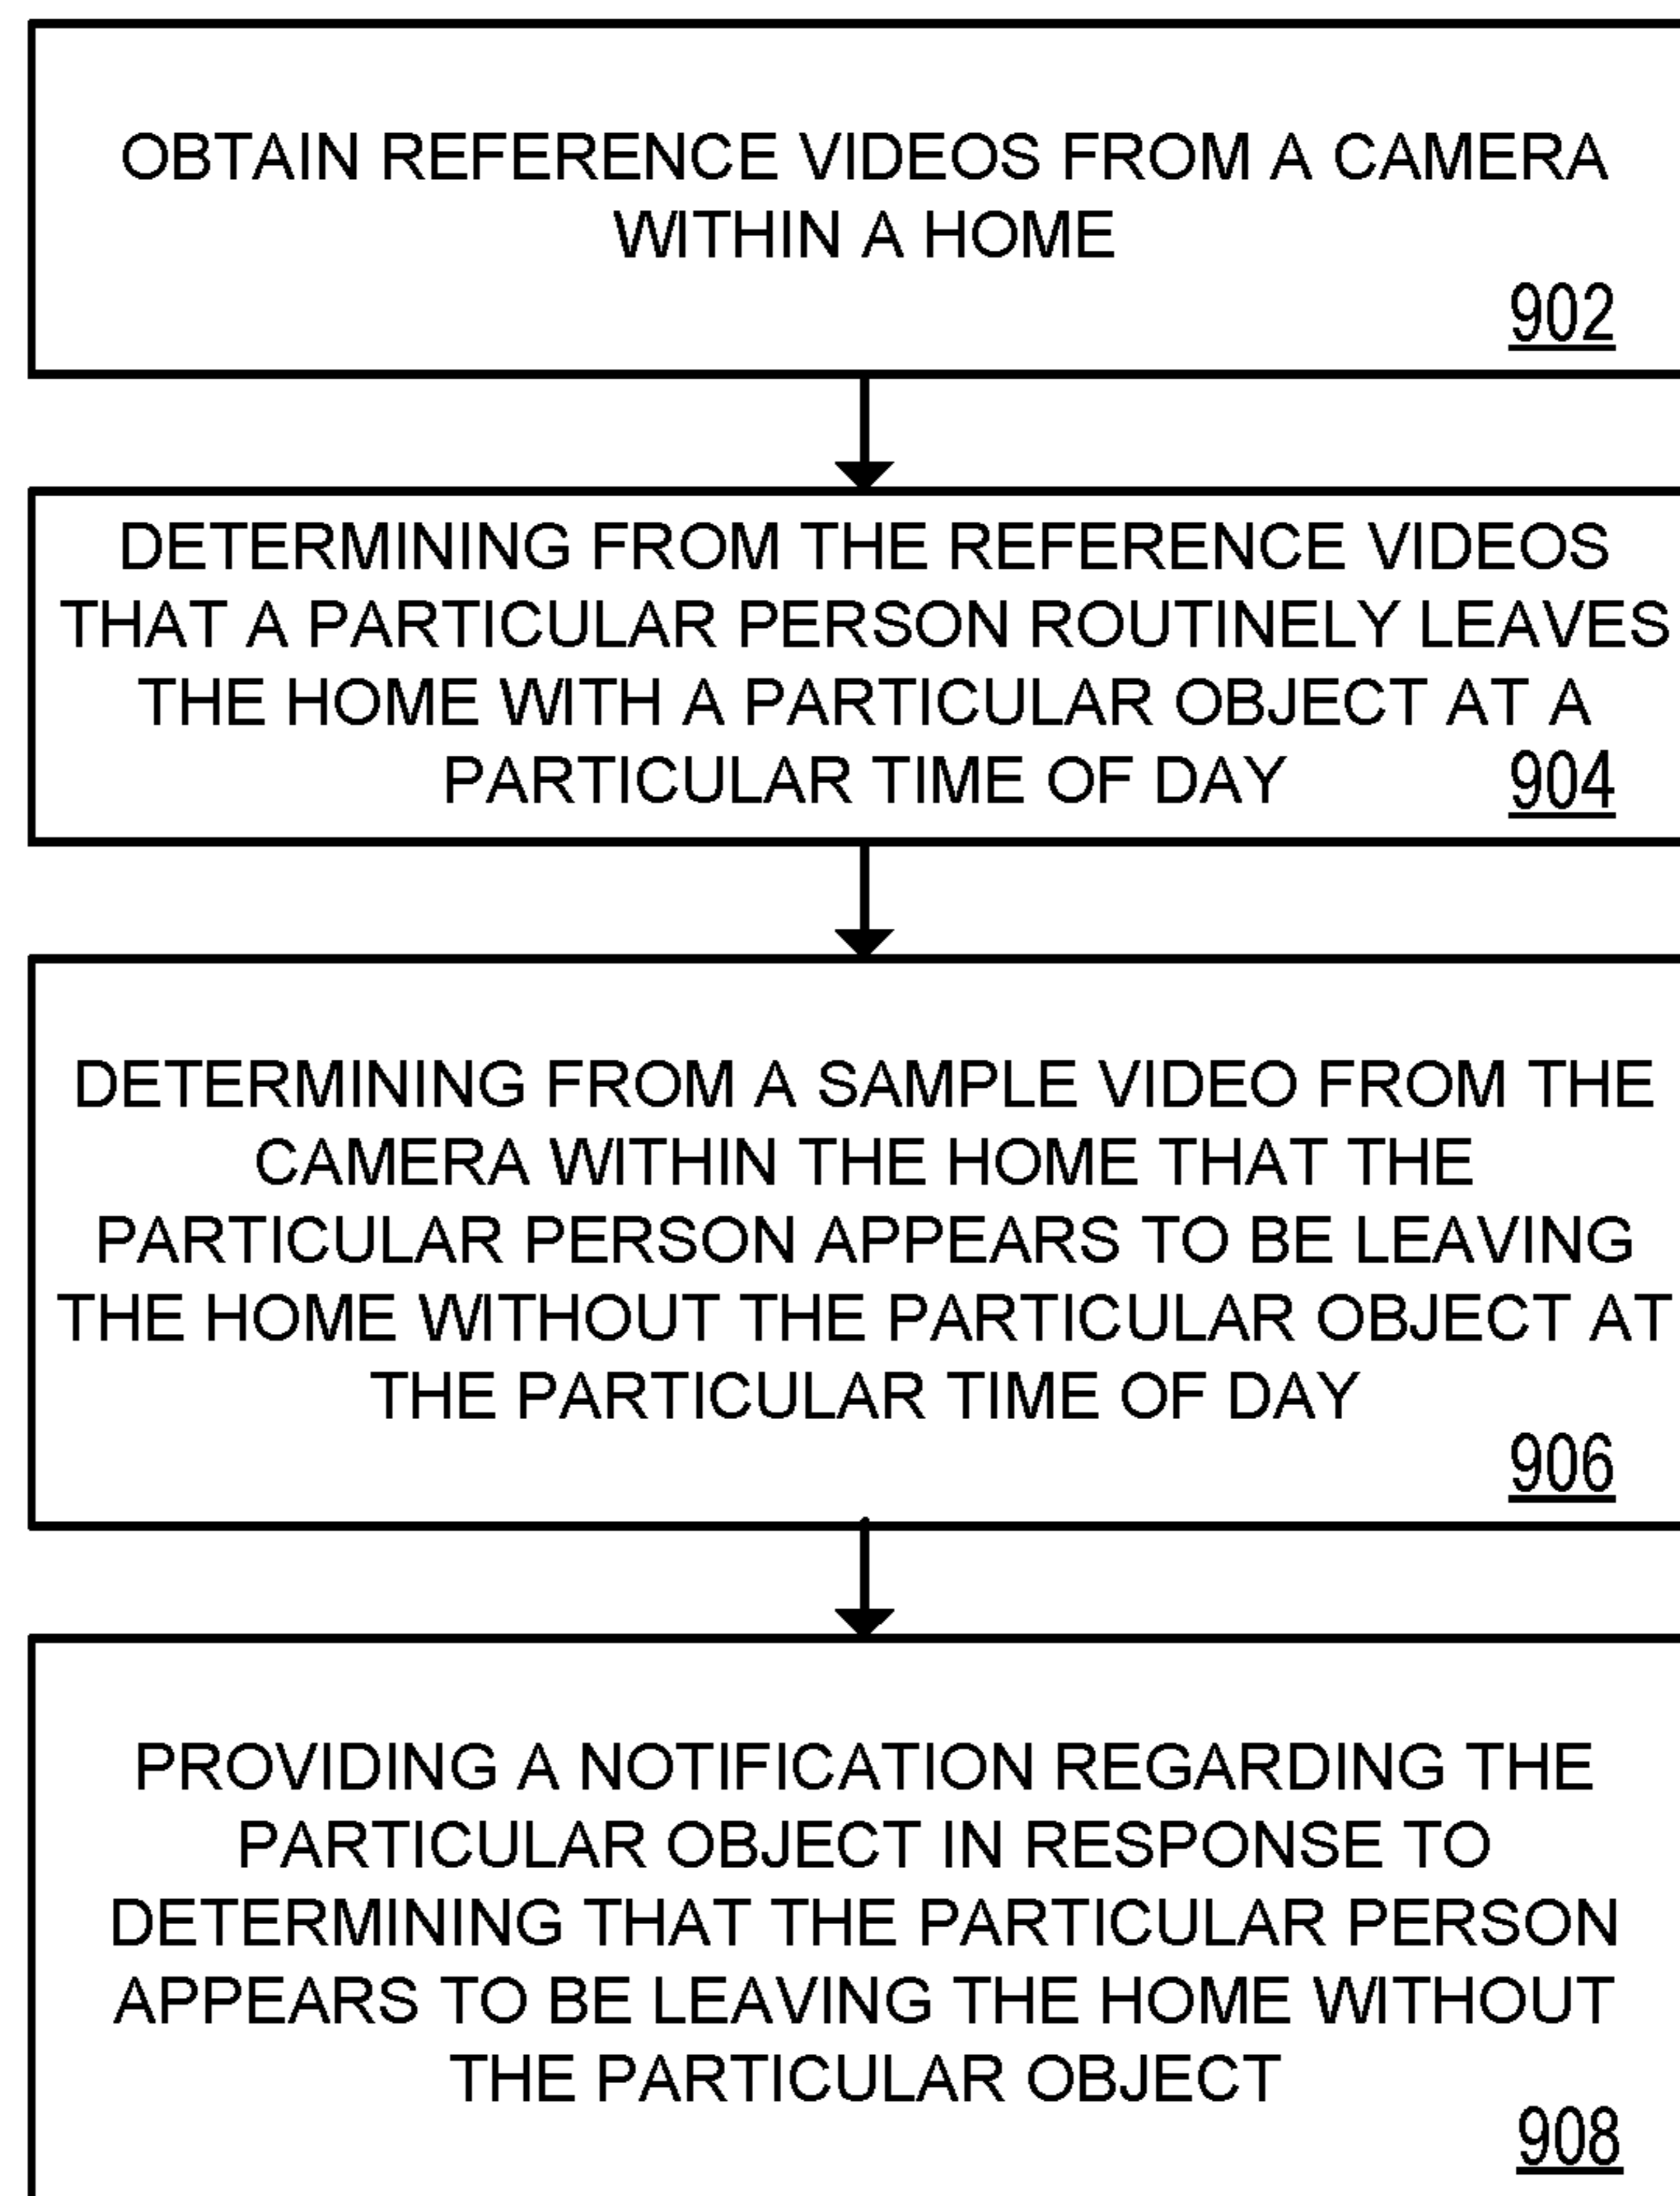 OBTAIN REFERENCE VIDEOS FROM A CAMERA
WITHIN A HOME
902
DETERMINING FROM THE REFERENCE VIDEOS
THAT A PARTICULAR PERSON ROUTINELY LEAVES
THE HOME WITH A PARTICULAR OBJECT AT A
PARTICULAR TIME OF DAY
904
DETERMINING FROM A SAMPLE VIDEO FROM THE
CAMERA WITHIN THE HOME THAT THE
PARTICULAR PERSON APPEARS TO BE LEAVING
THE HOME WITHOUT THE PARTICULAR OBJECT AT
THE PARTICULAR TIME OF DAY
906
PROVIDING A NOTIFICATION REGARDING THE
PARTICULAR OBJECT IN RESPONSE TO
DETERMINING THAT THE PARTICULAR PERSON
APPEARS TO BE LEAVING THE HOME WITHOUT
THE PARTICULAR OBJECT
908